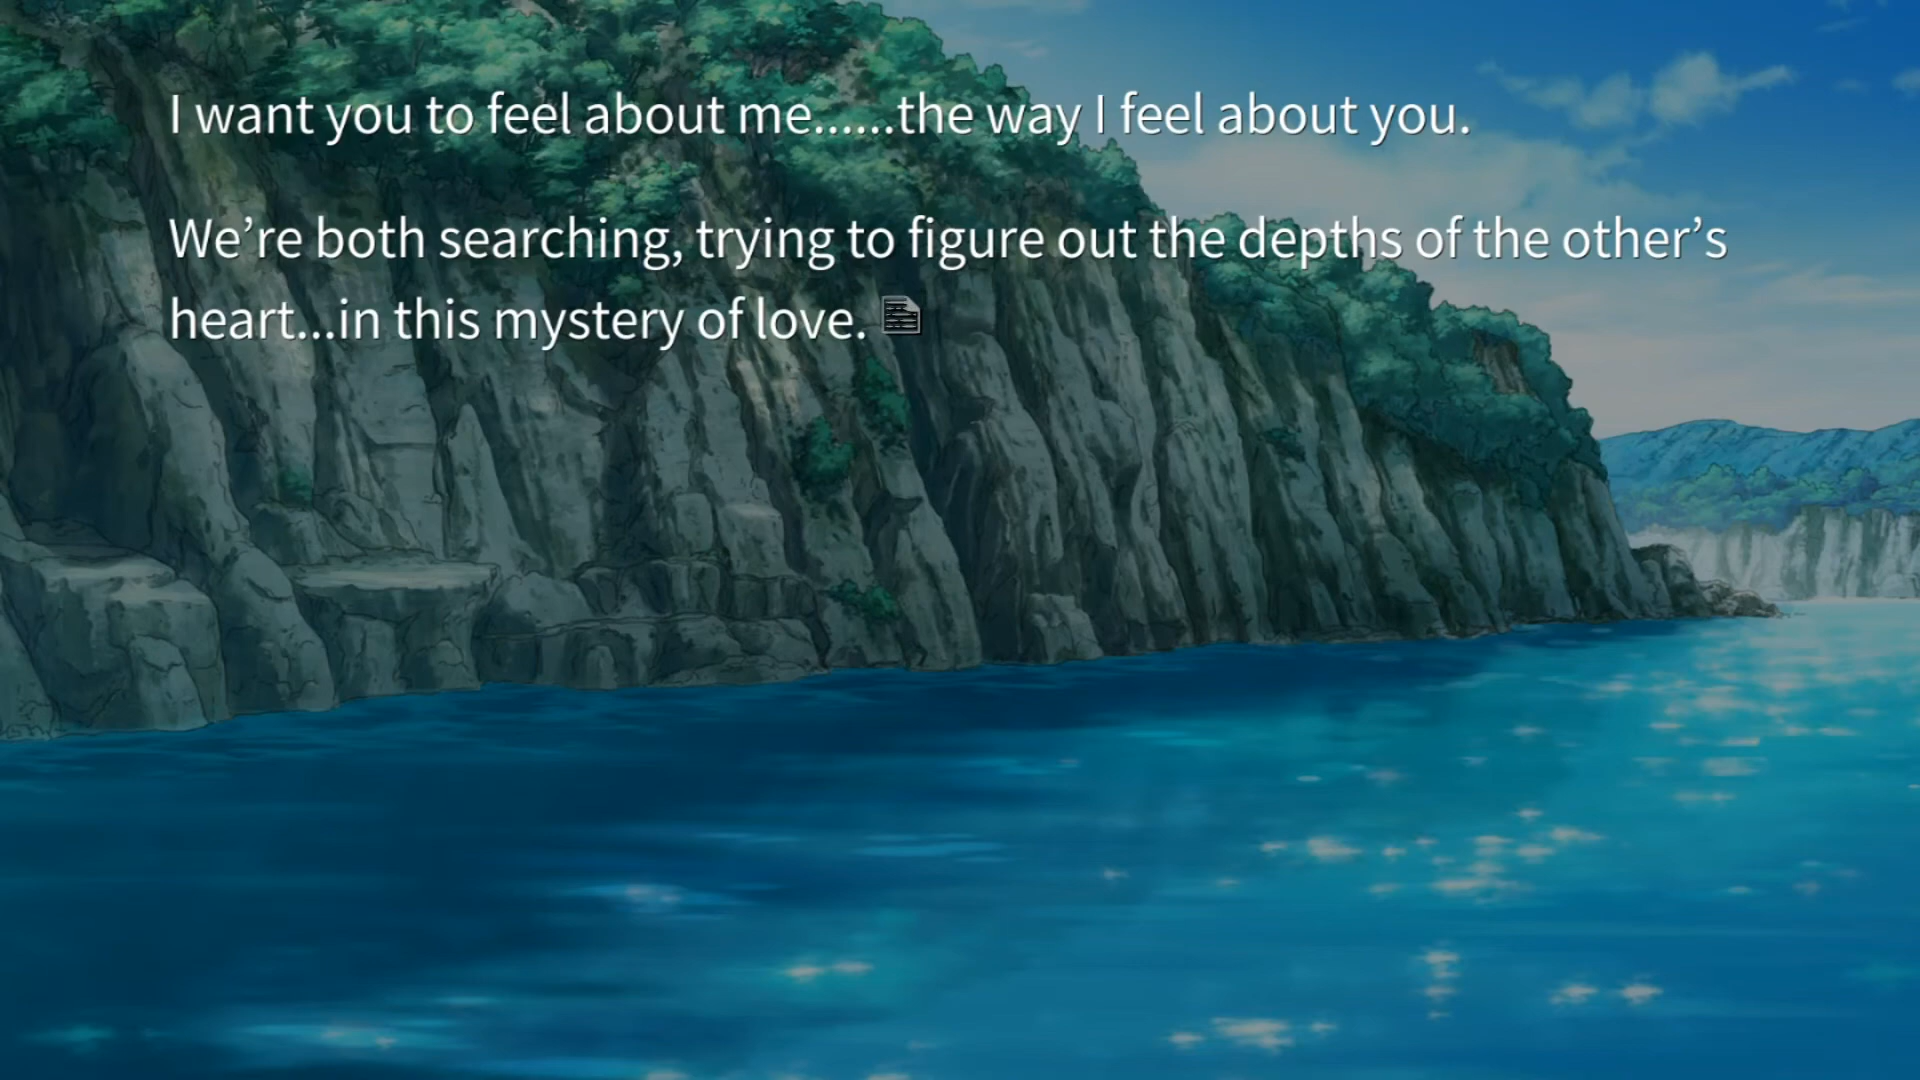 I want you to feel about me......the way I feel about you.
We’re both searching, trying to figure out the depths of the other’s
heart...in this mystery of love.